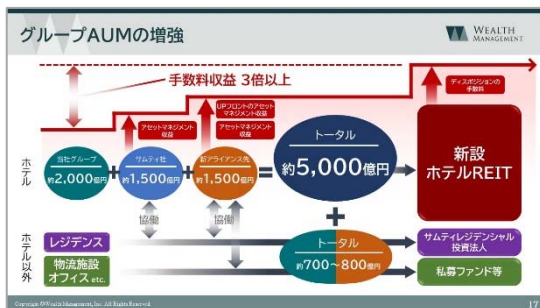 グループAUMの増強
WEALTH
MANAGEMENT
手数料収益 3倍以上
ディスポジションの
手数料
UPフロントのアセット
マネジメント収益
アセットマネジメント
収益
アセットマネジメント
収益
ホテル
当社グループ
約2,000億円
+
サムティ社
約1,500億円
+
新アライアンス先
約1,500億円
=
トータル
約5,000億円
新設
ホテルREIT
協働
協働
+
ホテル以外
レジデンス
物流施設
オフィス etc.
トータル
約700~800億円
サムティレジデンシャル
投資法人
私募ファンド等
Copyright ©Wealth Management, Inc. All Rights Reserved
17